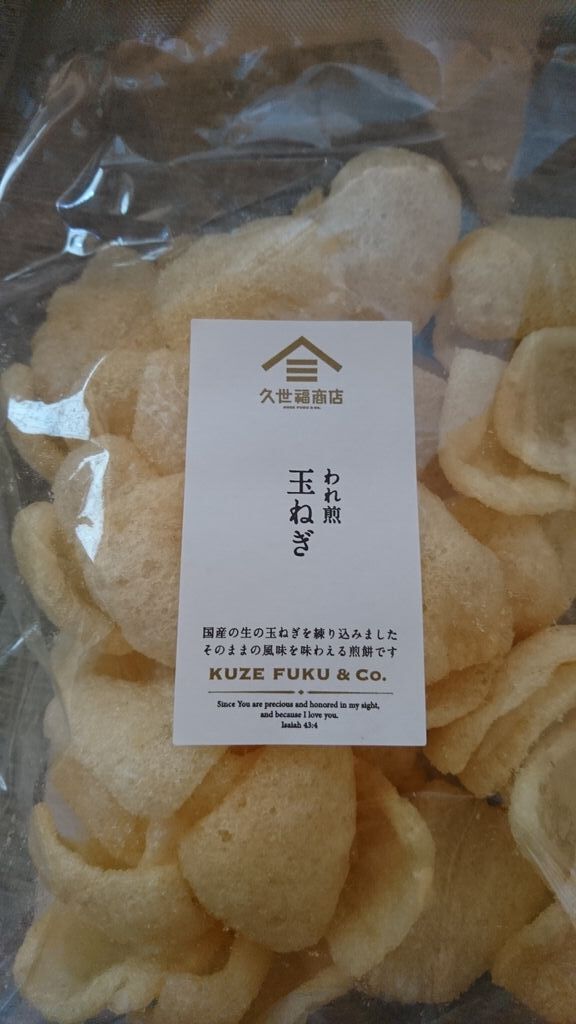 久世福商店
KUZE FUKU & CO.
われ煎
玉ねぎ
国産の生の玉ねぎを練り込みました
そのままの風味を味わえる煎餅です
KUZE FUKU & Co.
Since You are precious and honored in my sight,
and because I love you.
Isaiah 43:4